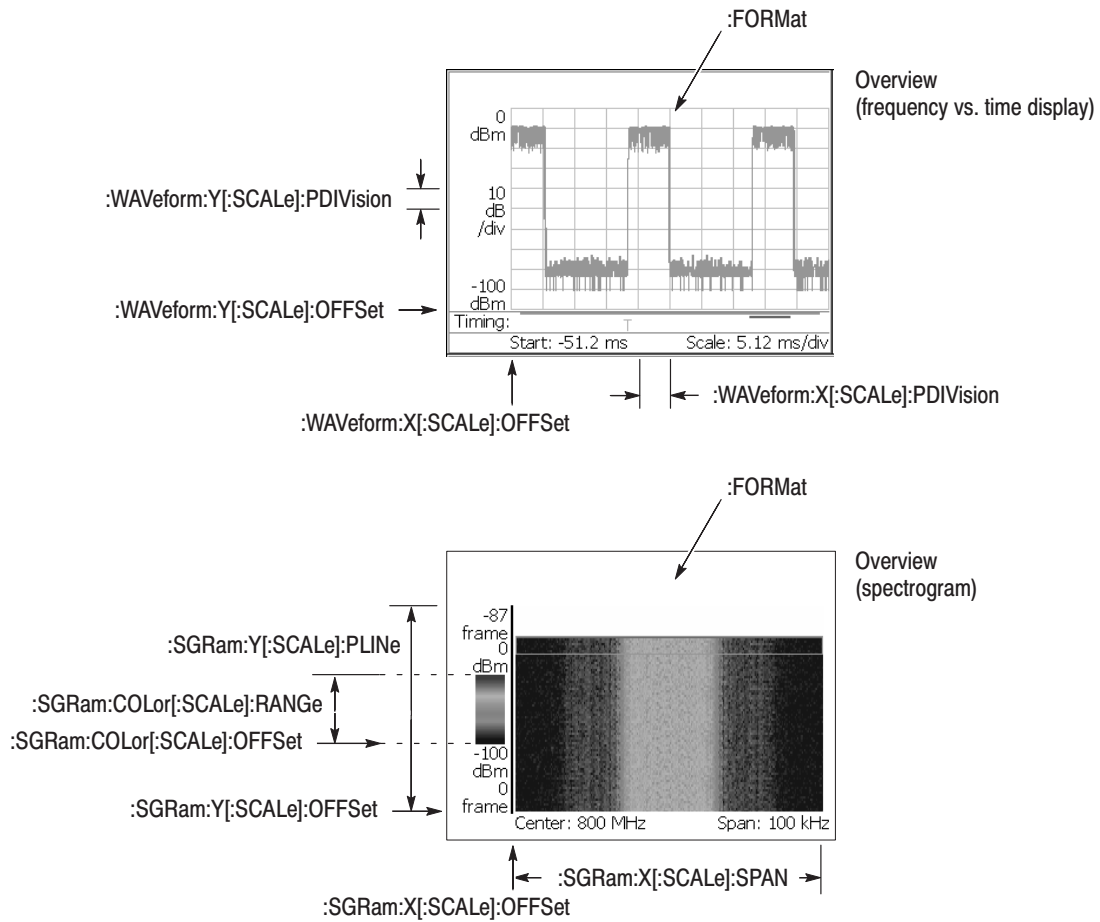 :FORMat
Overview
(frequency vs. time display)
0
dBm
:WAVeform:Y[:SCALe]:PDIVision
10
dB
/div
-100
dBm
:WAVeform:Y[:SCALe]:OFFSet
Timing:
T
Start: -51.2 ms
Scale: 5.12 ms/div
:WAVeform:X[:SCALe]:PDIVision
:WAVeform:X[:SCALe]:OFFSet
:FORMat
Overview
(spectrogram)
-87
frame
0
dBm
:SGRam:Y[:SCALe]:PLINe
:SGRam:COLor[:SCALe]:RANGe
:SGRam:COLor[:SCALe]:OFFSet
-100
dBm
0
frame
:SGRam:Y[:SCALe]:OFFSet
Center: 800 MHz
Span: 100 kHz
:SGRam:X[:SCALe]:SPAN
:SGRam:X[:SCALe]:OFFSet